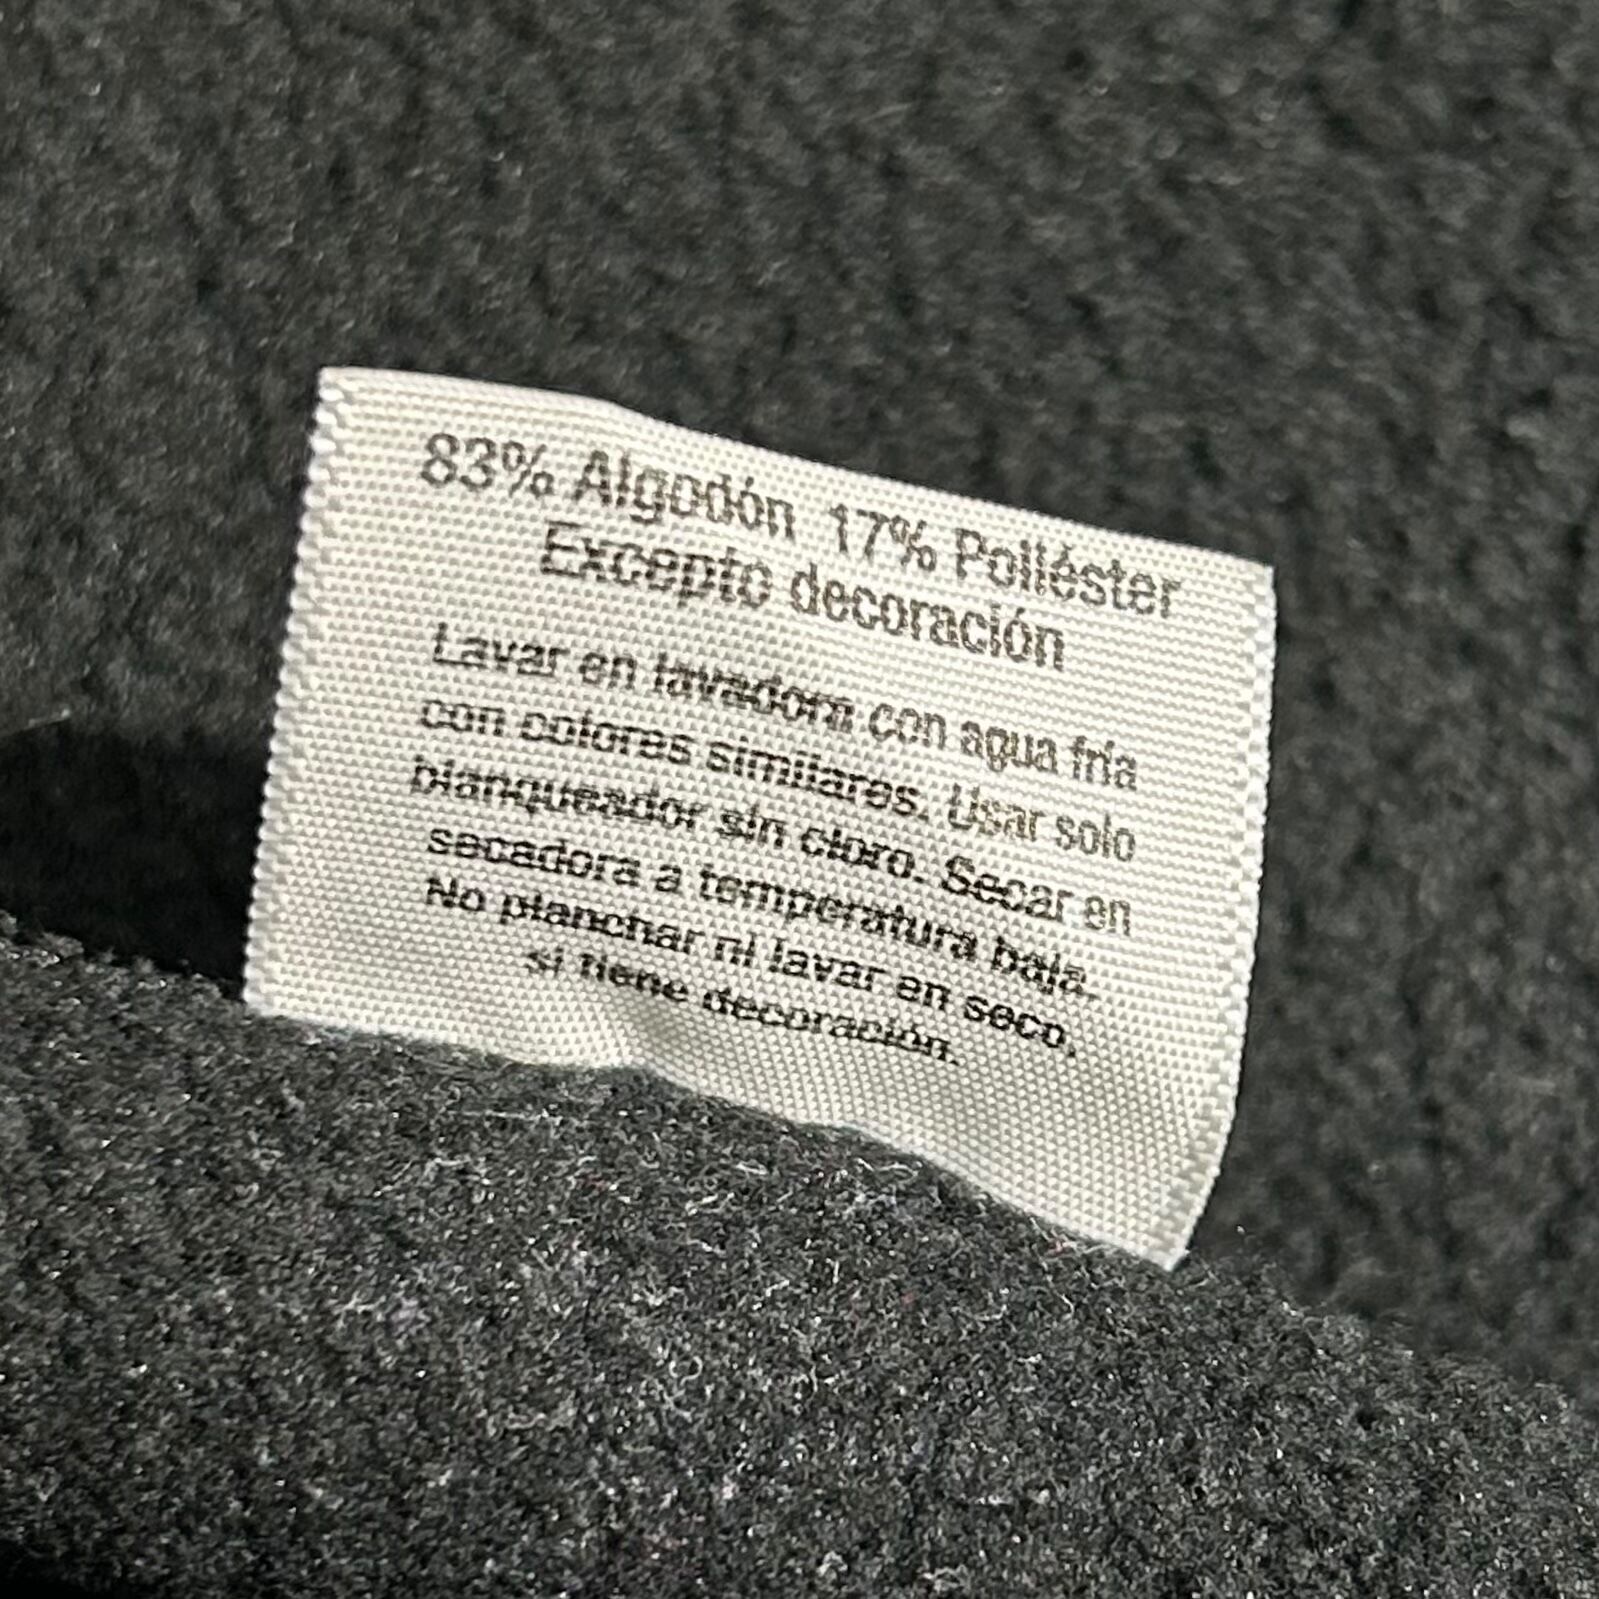 83% Algodón 17% Poliéster
Excepto decoración
Lavar en lavadora con agua fría
con colores similares. Usar solo
blanqueador sin cloro. Secar en
secadora a temperatura baja.
No planchar ni lavar en seco,
si tiene decoración.